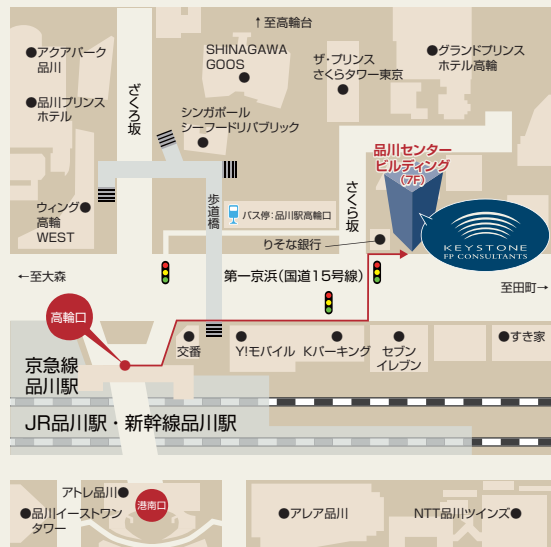 ↑至高輪台
アクアパーク
品川
SHINAGAWA
GOOS
ザ・プリンス
さくらタワー東京
グランドプリンス
ホテル高輪
品川プリンス
ホテル
ざくろ坂
シンガポール
シーフードリパブリック
品川センター
ビルディング
(7F)
ウィング
高輪
WEST
歩道橋
バス停：品川駅高輪口
さくら坂
りそな銀行
KEYSTONE
FP CONSULTANTS
←至大森
第一京浜(国道15号線)
至田町→
高輪口
交番
Y!モバイル
Kパーキング
セブン
イレブン
すき家
京急線
品川駅
JR品川駅・新幹線品川駅
アトレ品川
港南口
品川イーストワン
タワー
アレア品川
NTT品川ツインズ